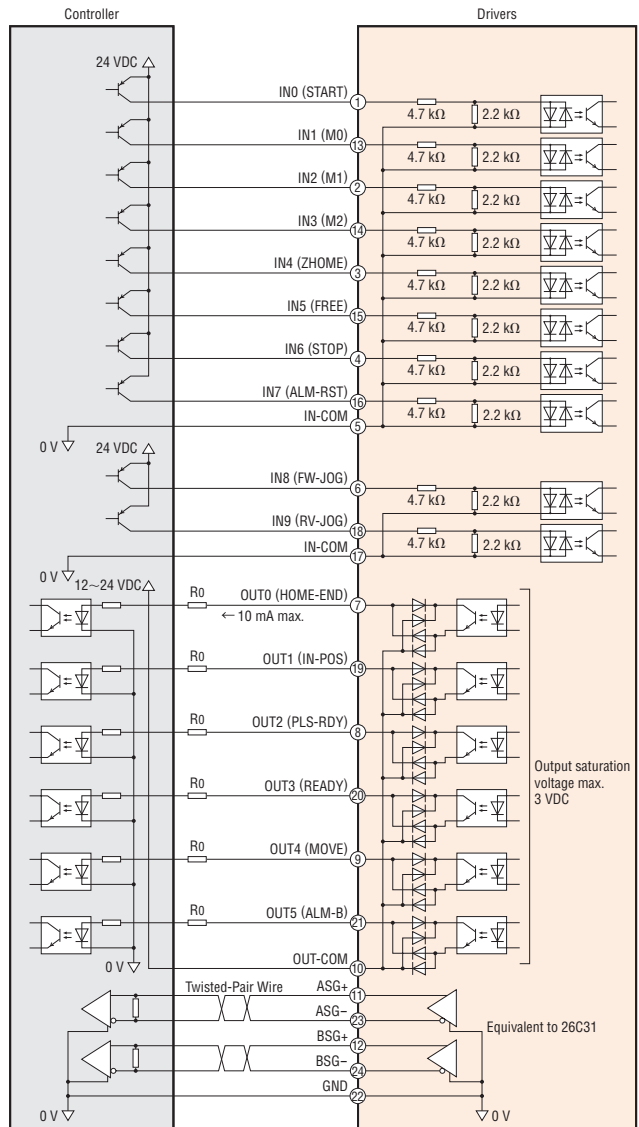 Controller Drivers
24 VDC
IN0 (START) 1 4.7 kΩ 2.2 kΩ
IN1 (M0) 13 4.7 kΩ 2.2 kΩ
IN2 (M1) 2 4.7 kΩ 2.2 kΩ
IN3 (M2) 14 4.7 kΩ 2.2 kΩ
IN4 (ZHOME) 3 4.7 kΩ 2.2 kΩ
IN5 (FREE) 15 4.7 kΩ 2.2 kΩ
IN6 (STOP) 4 4.7 kΩ 2.2 kΩ
IN7 (ALM-RST) 16 4.7 kΩ 2.2 kΩ
IN-COM 5
0 V
24 VDC
IN8 (FW-JOG) 6 4.7 kΩ 2.2 kΩ
IN9 (RV-JOG) 18 4.7 kΩ 2.2 kΩ
IN-COM 17
0 V
12~24 VDC
R0 OUT0 (HOME-END) 7
← 10 mA max.
R0 OUT1 (IN-POS) 19
R0 OUT2 (PLS-RDY) 8
Output saturation
voltage max.
3 VDC
R0 OUT3 (READY) 20
R0 OUT4 (MOVE) 9
R0 OUT5 (ALM-B) 21
0 V OUT-COM 10
Twisted-Pair Wire ASG+ 11
ASG− 23
Equivalent to 26C31
BSG+ 12
BSG− 24
GND 22
0 V 0 V